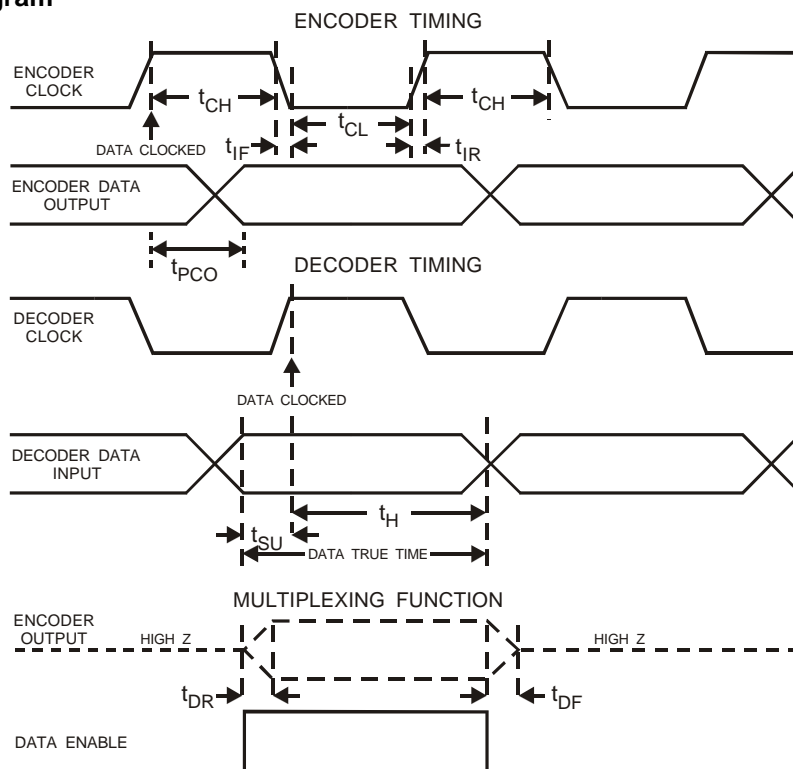 gram
ENCODER TIMING
ENCODER
CLOCK
tCH
tCL
tCH
DATA CLOCKED
tIF
tIR
ENCODER DATA
OUTPUT
tPCO
DECODER TIMING
DECODER
CLOCK
DATA CLOCKED
DECODER DATA
INPUT
tH
tSU
DATA TRUE TIME
MULTIPLEXING FUNCTION
ENCODER
OUTPUT
HIGH Z
HIGH Z
tDR
tDF
DATA ENABLE